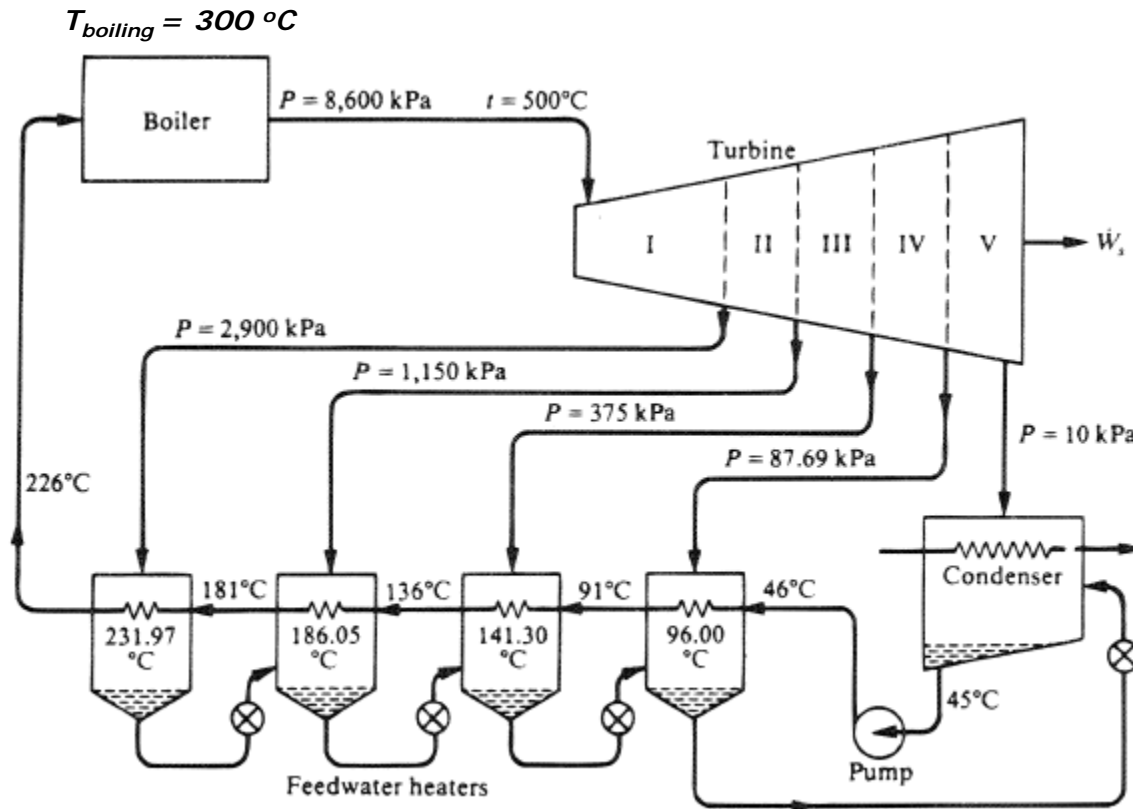 T_boiling = 300 °C
Boiler
P = 8,600 kPa
t = 500°C
Turbine
I
II
III
IV
V
Ẇₛ
P = 2,900 kPa
P = 1,150 kPa
P = 375 kPa
P = 87.69 kPa
P = 10 kPa
226°C
181°C
136°C
91°C
46°C
231.97
°C
186.05
°C
141.30
°C
96.00
°C
Condenser
45°C
Pump
Feedwater heaters